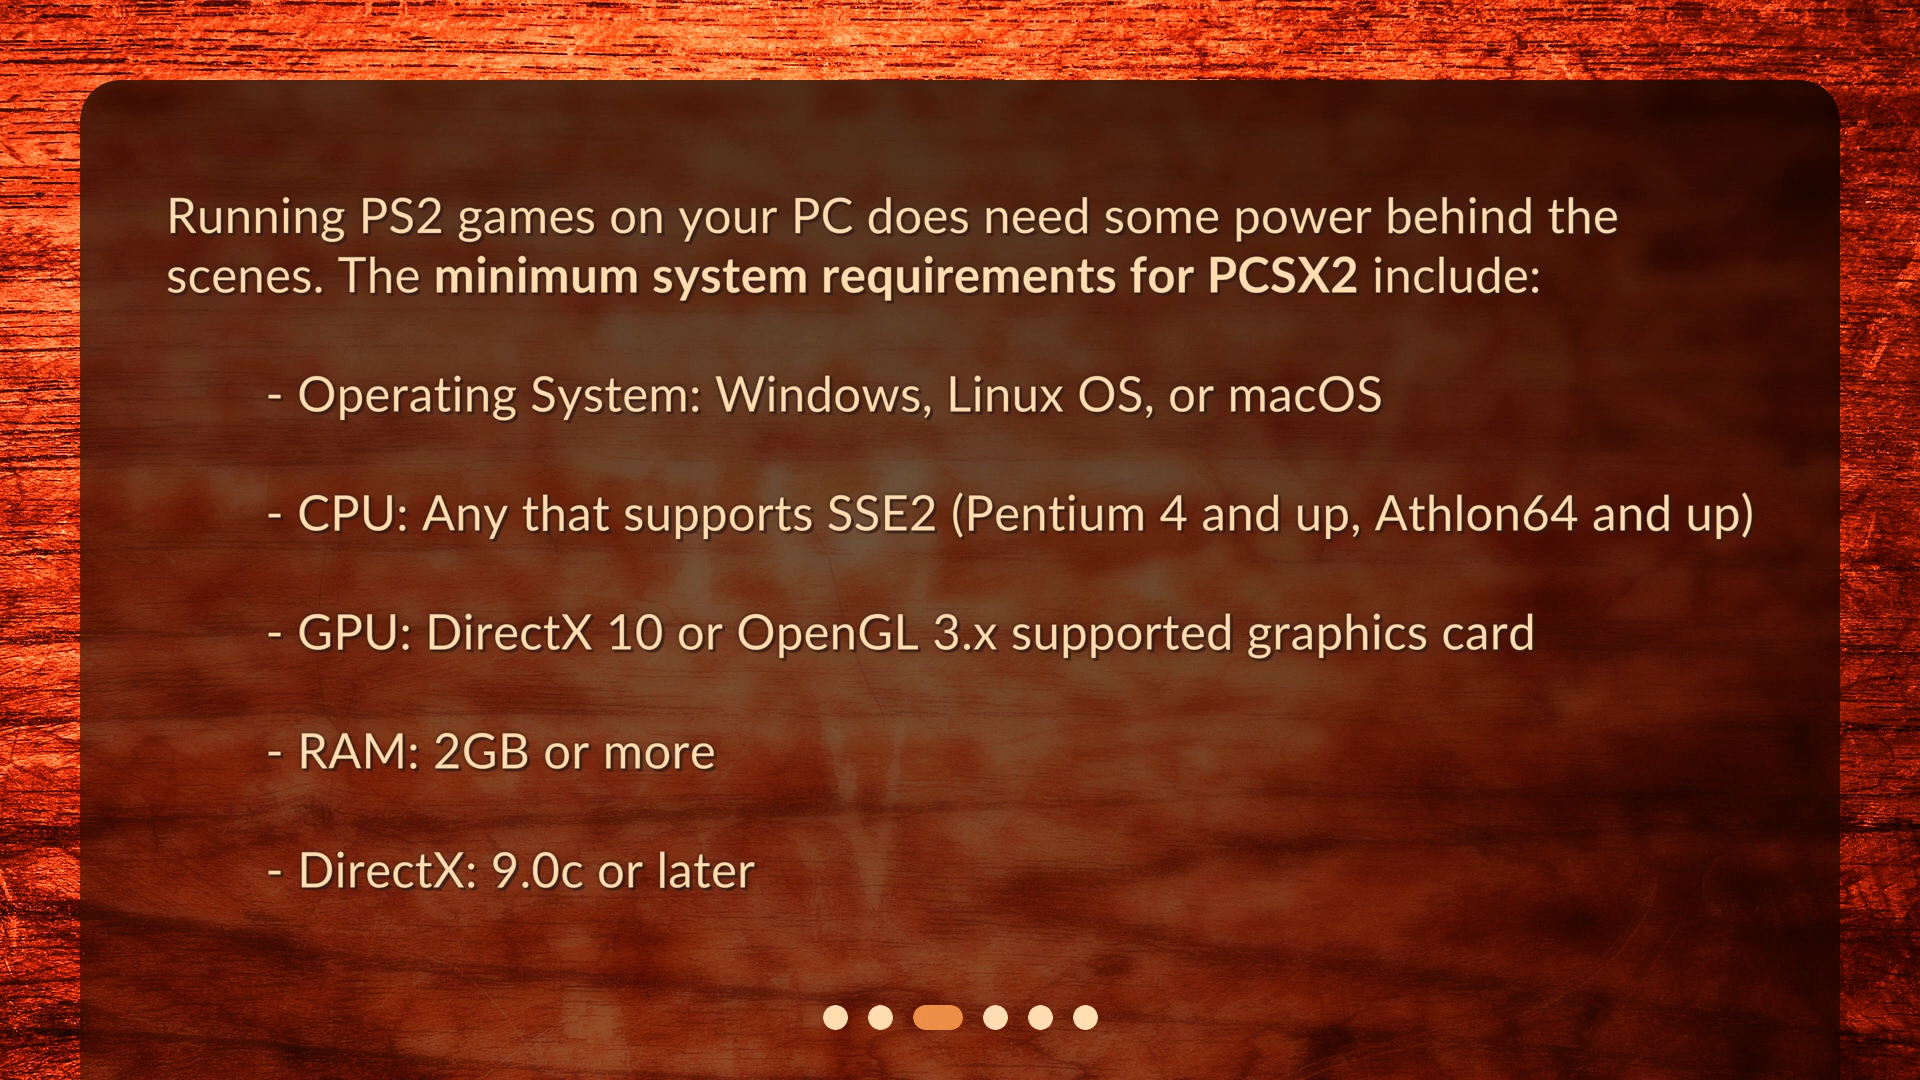 Running PS2 games on your PC does need some power behind the
scenes. The minimum system requirements for PCSX2 include:
- Operating System: Windows, Linux OS, or macOS
- CPU: Any that supports SSE2 (Pentium 4 and up, Athlon64 and up)
- GPU: DirectX 10 or OpenGL 3.x supported graphics card
- RAM: 2GB or more
- DirectX: 9.0c or later